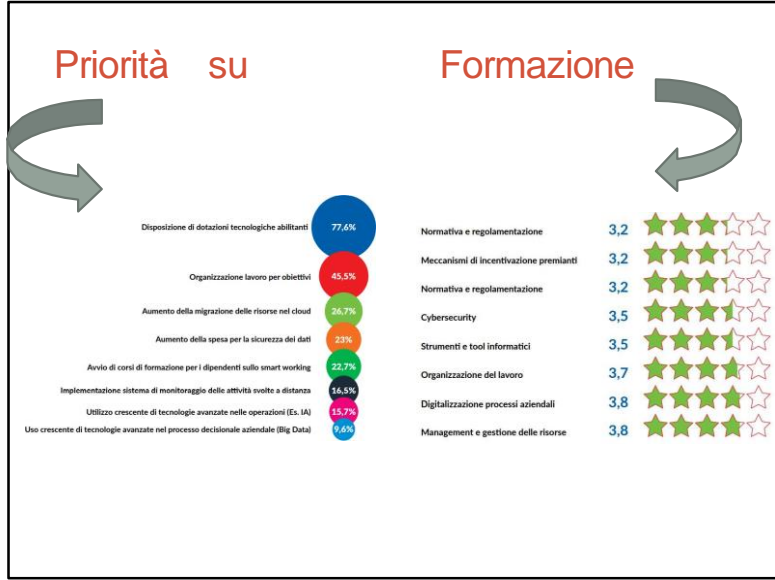 Priorità su Formazione
Disposizione di dotazioni tecnologiche abilitanti 77,6%
Organizzazione lavoro per obiettivi 45,5%
Aumento della migrazione delle risorse nel cloud 26,7%
Aumento della spesa per la sicurezza dei dati 23%
Avvio di corsi di formazione per i dipendenti sullo smart working 22,7%
Implementazione sistema di monitoraggio delle attività svolte a distanza 16,5%
Utilizzo crescente di tecnologie avanzate nelle operazioni (Es. IA) 15,7%
Uso crescente di tecnologie avanzate nel processo decisionale aziendale (Big Data) 9,6%
Normativa e regolamentazione 3,2
Meccanismi di incentivazione premianti 3,2
Normativa e regolamentazione 3,2
Cybersecurity 3,5
Strumenti e tool informatici 3,5
Organizzazione del lavoro 3,7
Digitalizzazione processi aziendali 3,8
Management e gestione delle risorse 3,8